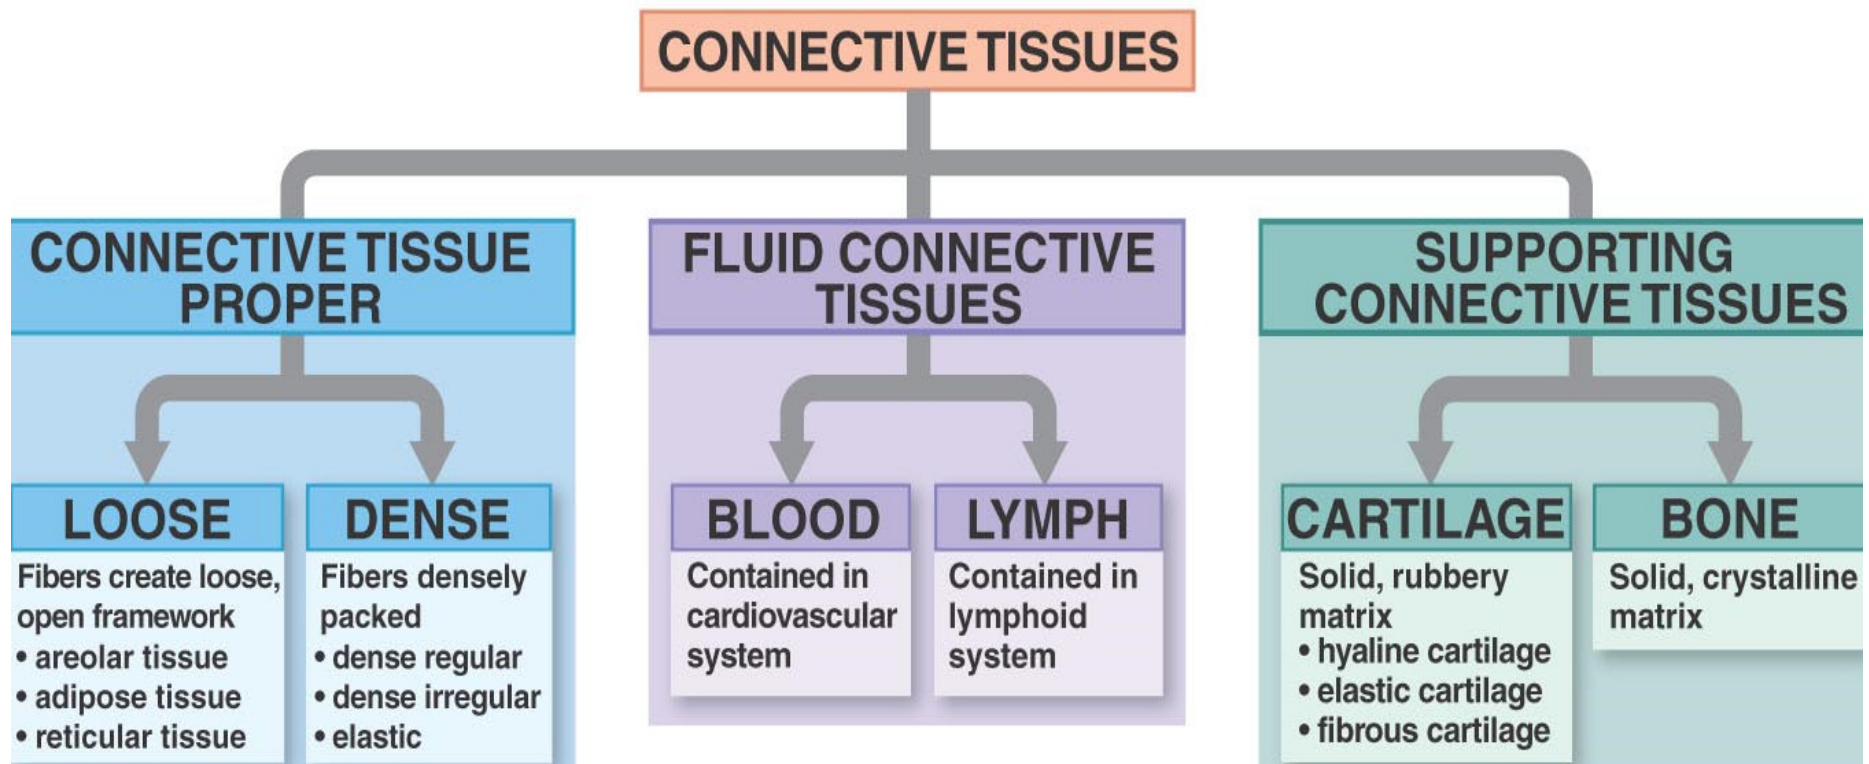 CONNECTIVE TISSUES
CONNECTIVE TISSUE
PROPER
LOOSE
Fibers create loose,
open framework
• areolar tissue
• adipose tissue
• reticular tissue
DENSE
Fibers densely
packed
• dense regular
• dense irregular
• elastic
FLUID CONNECTIVE
TISSUES
BLOOD
Contained in
cardiovascular
system
LYMPH
Contained in
lymphoid
system
SUPPORTING
CONNECTIVE TISSUES
CARTILAGE
Solid, rubbery
matrix
• hyaline cartilage
• elastic cartilage
• fibrous cartilage
BONE
Solid, crystalline
matrix